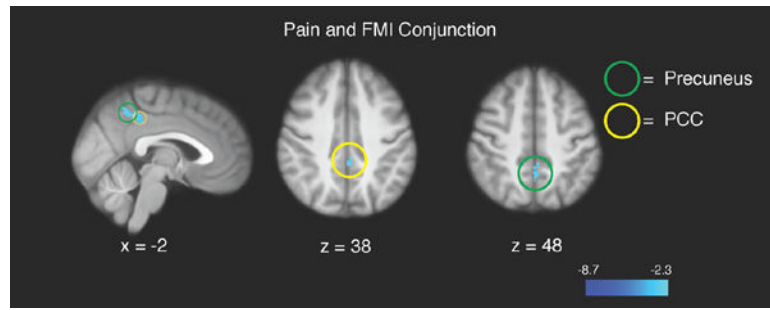 Pain and FMI Conjunction
= Precuneus
= PCC
x = -2
z = 38
z = 48
-8.7
-2.3